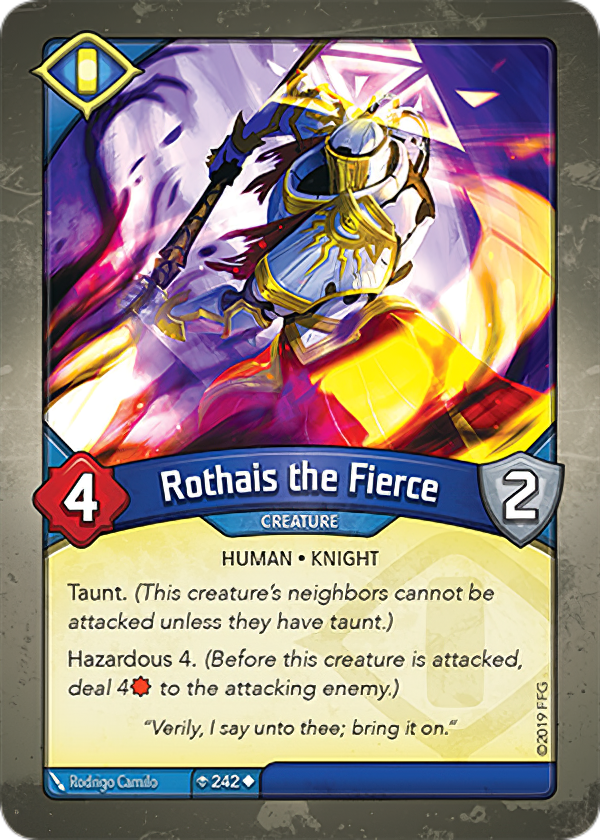 4
Rothais the Fierce
2
CREATURE
HUMAN • KNIGHT
Taunt. (This creature's neighbors cannot be
attacked unless they have taunt.)
Hazardous 4. (Before this creature is attacked,
deal 4 to the attacking enemy.)
"Verily, I say unto thee; bring it on."
©2019 FFG
Rodrigo Camilo
242